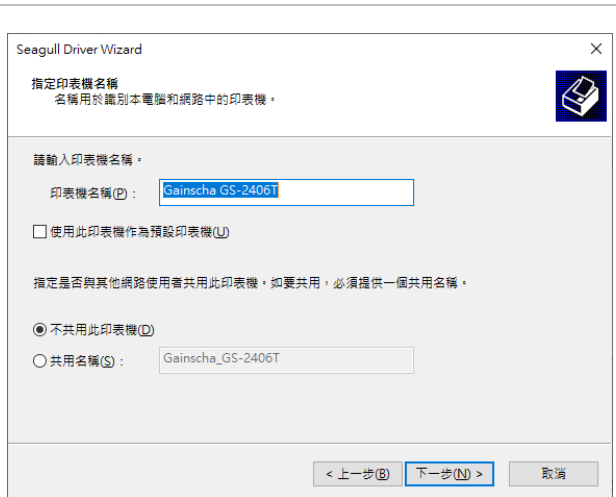 Seagull Driver Wizard
指定印表機名稱
名稱用於識別本電腦和網路中的印表機。
請輸入印表機名稱。
印表機名稱(P)： Gainscha GS-2406T
使用此印表機作為預設印表機(U)
指定是否與其他網路使用者共用此印表機。如要共用，必須提供一個共用名稱。
不共用此印表機(D)
共用名稱(S)： Gainscha_GS-2406T
< 上一步(B) 下一步(N) > 取消